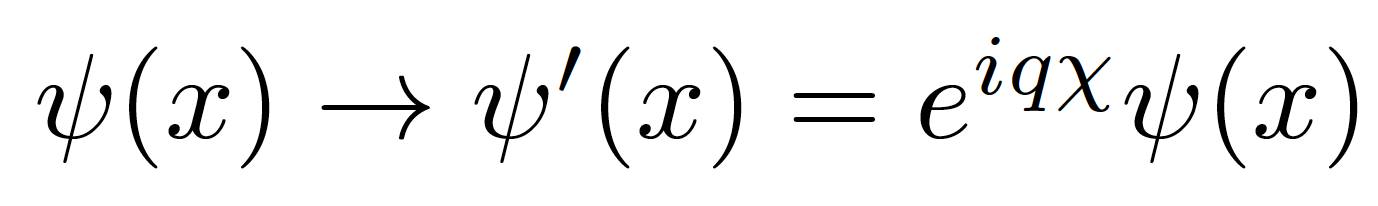 ψ(x) → ψ′(x) = e^{iqχ}ψ(x)